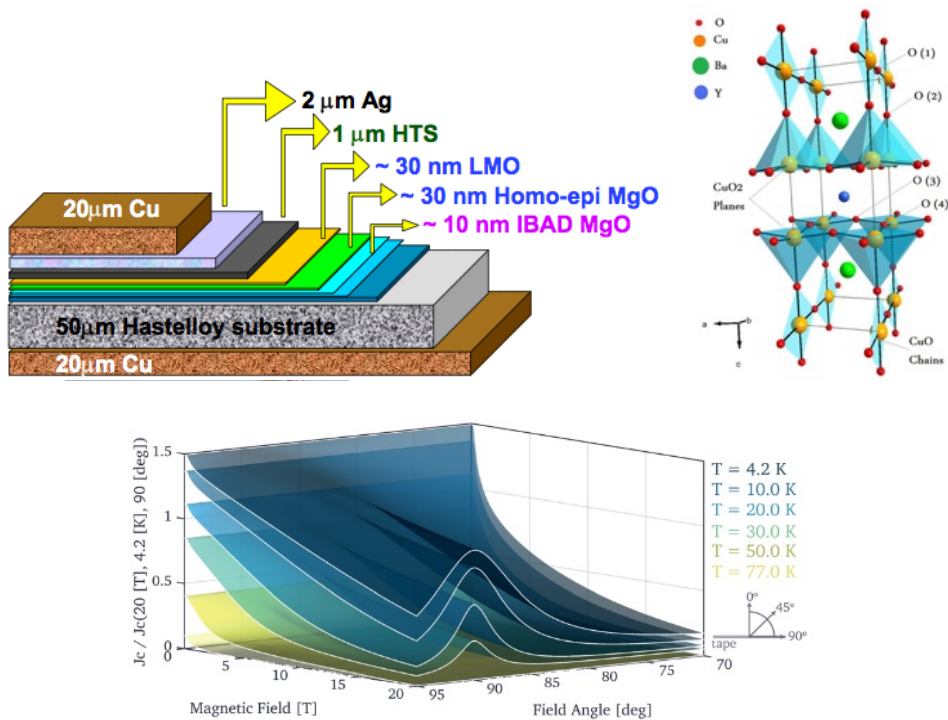 2 μm Ag
1 μm HTS
~ 30 nm LMO
~ 30 nm Homo-epi MgO
~ 10 nm IBAD MgO
20μm Cu
50μm Hastelloy substrate
20μm Cu
O
Cu
Ba
Y
O (1)
O (2)
CuO2
Planes
O (3)
O (4)
a
b
c
CuO
Chains
Jc / Jc(20 [T], 4.2 [K], 90 [deg])
1.5
1
0.5
0
0
5
10
15
20
Magnetic Field [T]
95
90
85
80
75
70
Field Angle [deg]
T = 4.2 K
T = 10.0 K
T = 20.0 K
T = 30.0 K
T = 50.0 K
T = 77.0 K
0º
45º
90º
tape